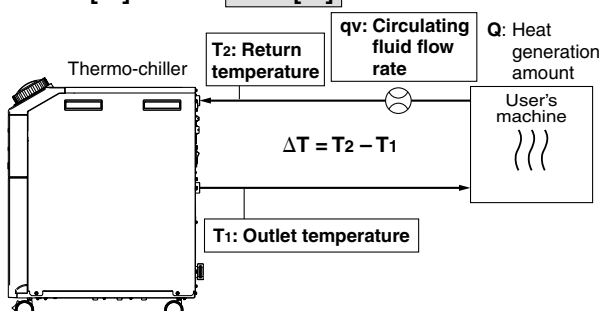 Thermo-chiller
T2: Return
temperature
qv: Circulating
fluid flow
rate
Q: Heat
generation
amount
User's
machine
ΔT = T2 – T1
T1: Outlet temperature